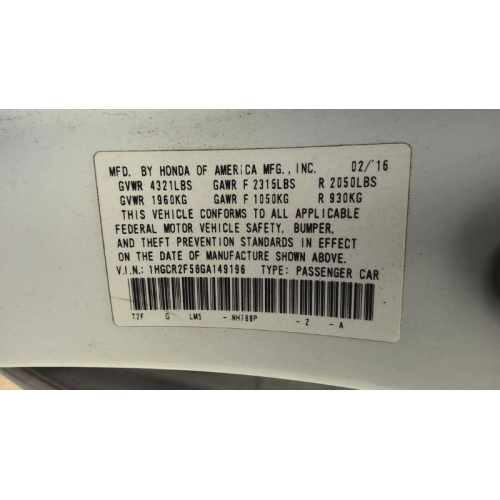 MFD. BY HONDA OF AMERICA MFG., INC. 02/'16
GVWR 4321LBS GAWR F 2315LBS R 2050LBS
GVWR 1960KG GAWR F 1050KG R 930KG
THIS VEHICLE CONFORMS TO ALL APPLICABLE
FEDERAL MOTOR VEHICLE SAFETY, BUMPER,
AND THEFT PREVENTION STANDARDS IN EFFECT
ON THE DATE OF MANUFACTURE SHOWN ABOVE.
V.I.N.: 1HGCR2F58GA149196 TYPE: PASSENGER CAR
T2F G LM5 - NH788P - Z - A